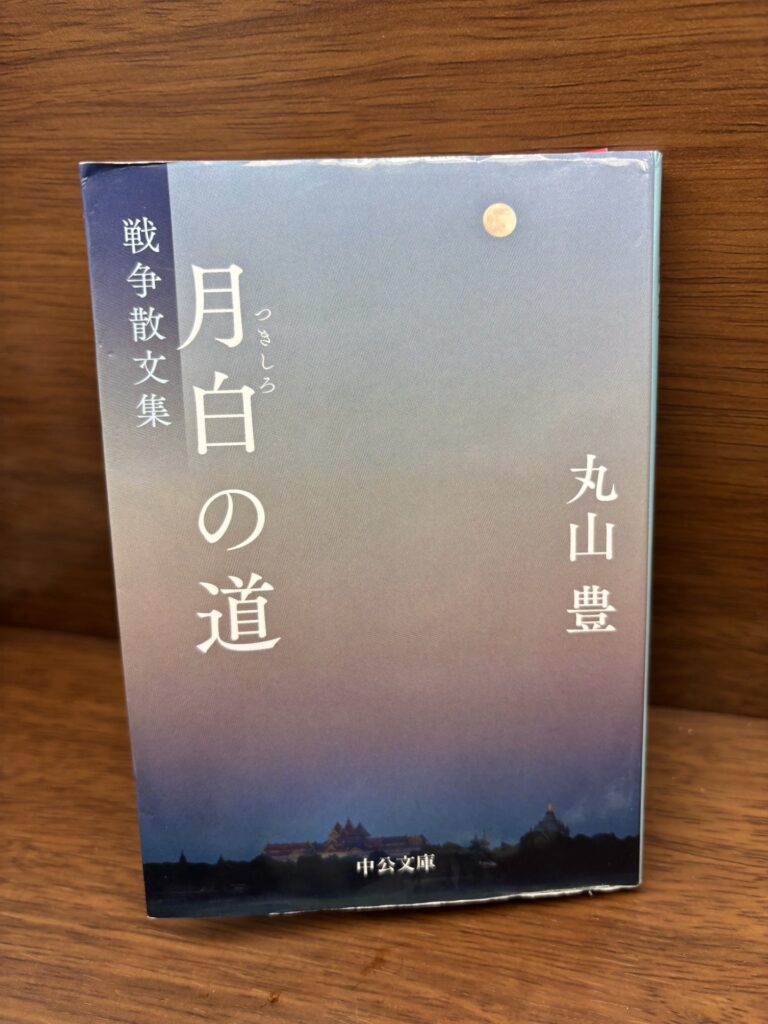 丸山 豊
月白の道
つきしろ
戦争散文集
中公文庫